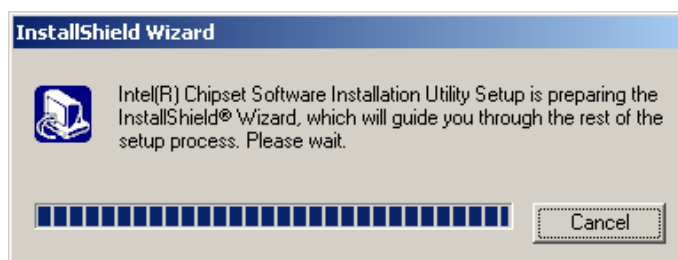 InstallShield Wizard
Intel(R) Chipset Software Installation Utility Setup is preparing the
InstallShield® Wizard, which will guide you through the rest of the
setup process. Please wait.
Cancel